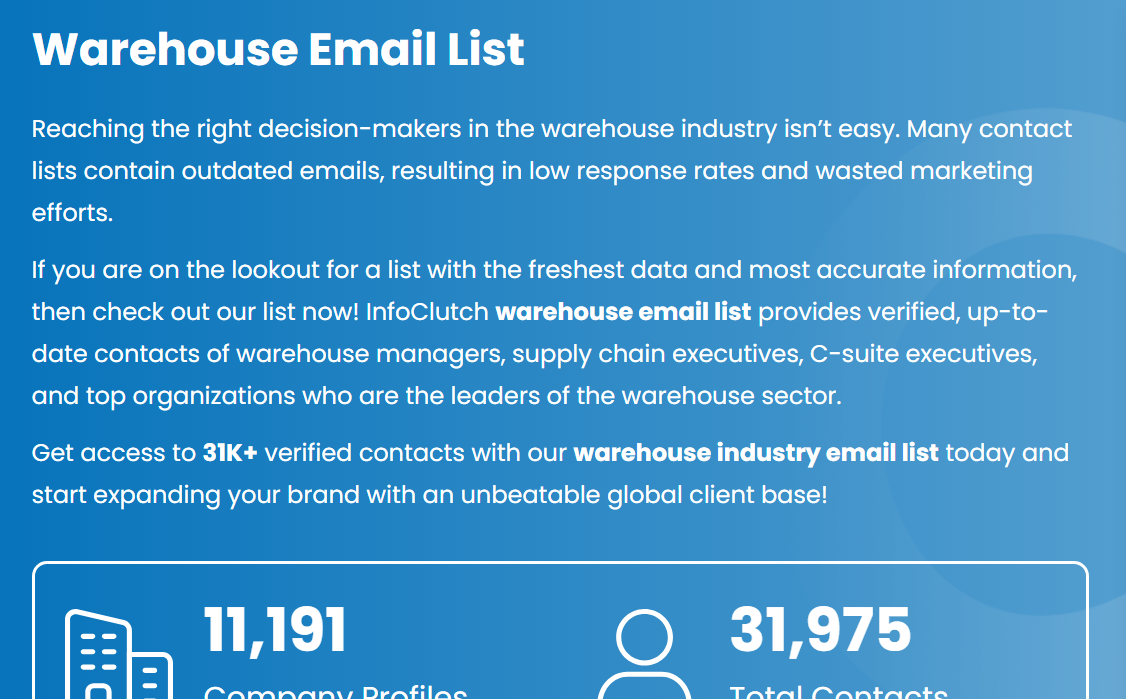 Warehouse Email List
Reaching the right decision-makers in the warehouse industry isn’t easy. Many contact
lists contain outdated emails, resulting in low response rates and wasted marketing
efforts.
If you are on the lookout for a list with the freshest data and most accurate information,
then check out our list now! InfoClutch warehouse email list provides verified, up-to-
date contacts of warehouse managers, supply chain executives, C-suite executives,
and top organizations who are the leaders of the warehouse sector.
Get access to 31K+ verified contacts with our warehouse industry email list today and
start expanding your brand with an unbeatable global client base!
11,191
Company Profiles
31,975
Total Contacts